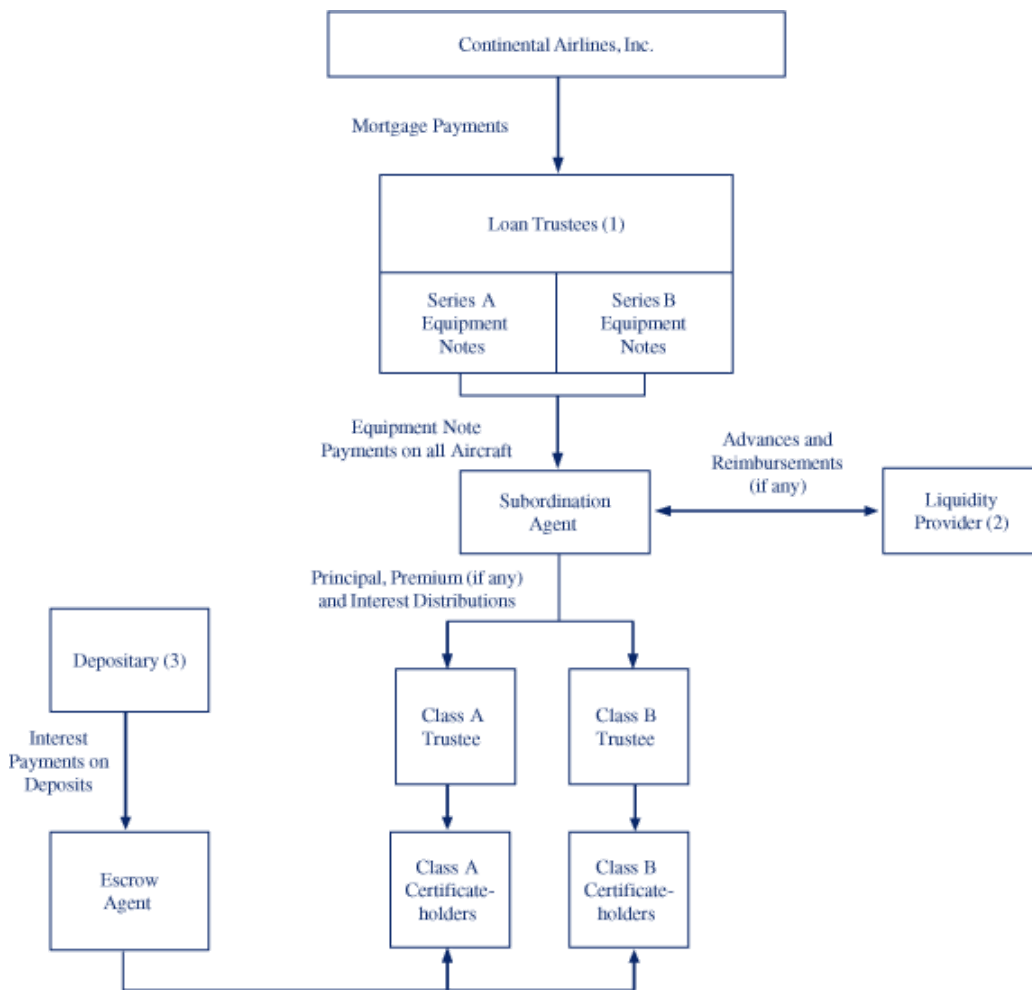 Continental Airlines, Inc.
Mortgage Payments
Loan Trustees (1)
Series A
Equipment
Notes
Series B
Equipment
Notes
Equipment Note
Payments on all Aircraft
Advances and
Reimbursements
(if any)
Subordination
Agent
Liquidity
Provider (2)
Principal, Premium (if any)
and Interest Distributions
Depositary (3)
Class A
Trustee
Class B
Trustee
Interest
Payments on
Deposits
Escrow
Agent
Class A
Certificate-
holders
Class B
Certificate-
holders